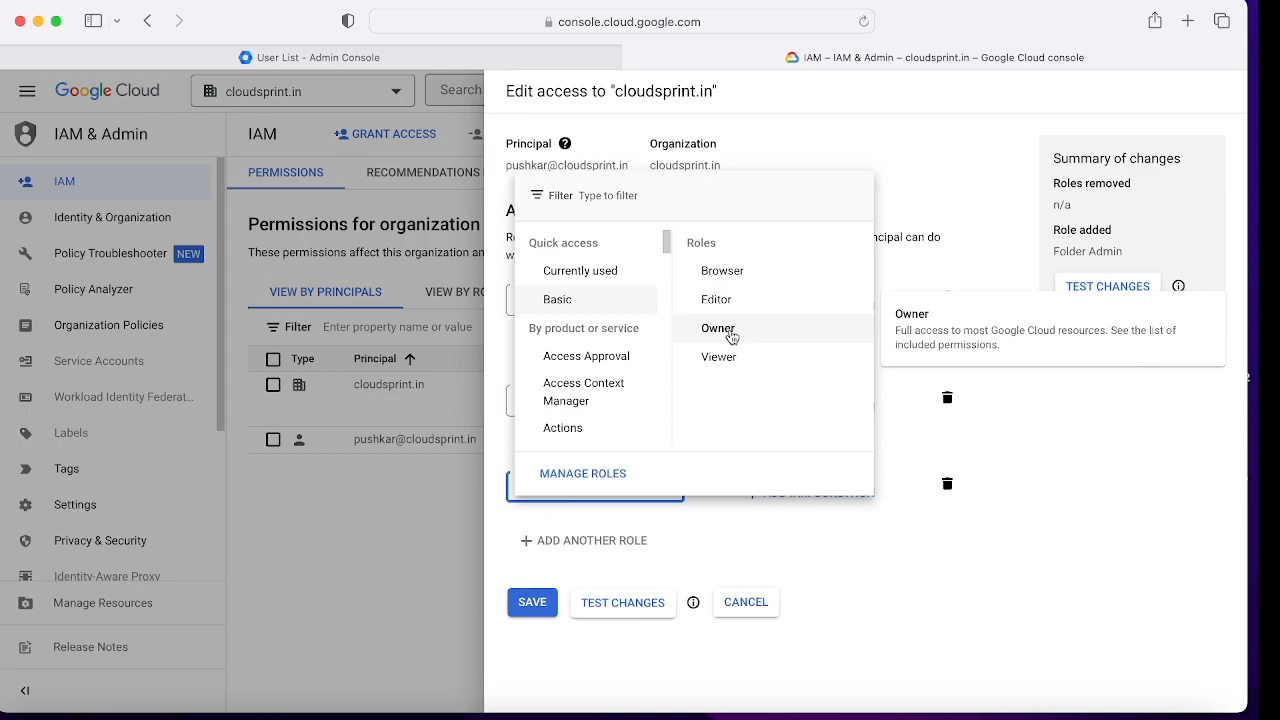 console.cloud.google.com
User List - Admin Console
IAM – IAM & Admin – cloudsprint.in – Google Cloud console
Google Cloud
cloudsprint.in
Search
Edit access to "cloudsprint.in"
IAM & Admin
IAM
GRANT ACCESS
Principal
Organization
pushkar@cloudsprint.in
cloudsprint.in
Summary of changes
Roles removed
n/a
Role added
Folder Admin
TEST CHANGES
IAM
Identity & Organization
Policy Troubleshooter NEW
Policy Analyzer
Organization Policies
Service Accounts
Workload Identity Federat...
Labels
Tags
Settings
Privacy & Security
Identity-Aware Proxy
Manage Resources
Release Notes
PERMISSIONS
RECOMMENDATIONS
Permissions for organization
These permissions affect this organization an
VIEW BY PRINCIPALS
VIEW BY RO
Filter Enter property name or value
Type
Principal
cloudsprint.in
pushkar@cloudsprint.in
Filter Type to filter
Quick access
Currently used
Basic
By product or service
Access Approval
Access Context
Manager
Actions
Roles
Browser
Editor
Owner
Viewer
MANAGE ROLES
ncipal can do
Owner
Full access to most Google Cloud resources. See the list of
included permissions.
ADD ANOTHER ROLE
SAVE
TEST CHANGES
CANCEL